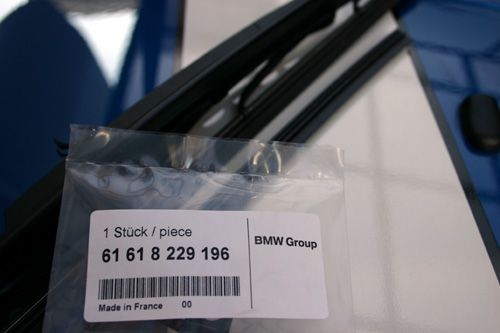 1 Stück / piece
61 61 8 229 196
BMW Group
Made in France 00